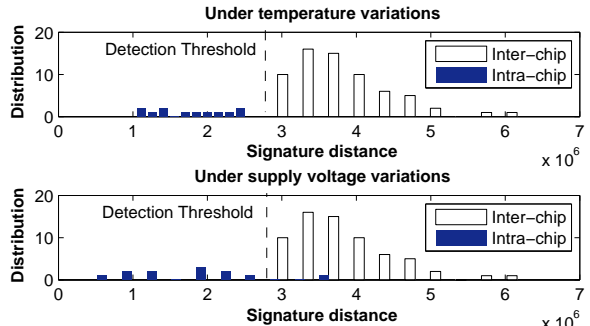 Under temperature variations
20
10
0
Distribution
Detection Threshold
Inter-chip
Intra-chip
0 1 2 3 4 5 6 7
Signature distance
x 10^6
Under supply voltage variations
20
10
0
Distribution
Detection Threshold
Inter-chip
Intra-chip
0 1 2 3 4 5 6 7
Signature distance
x 10^6